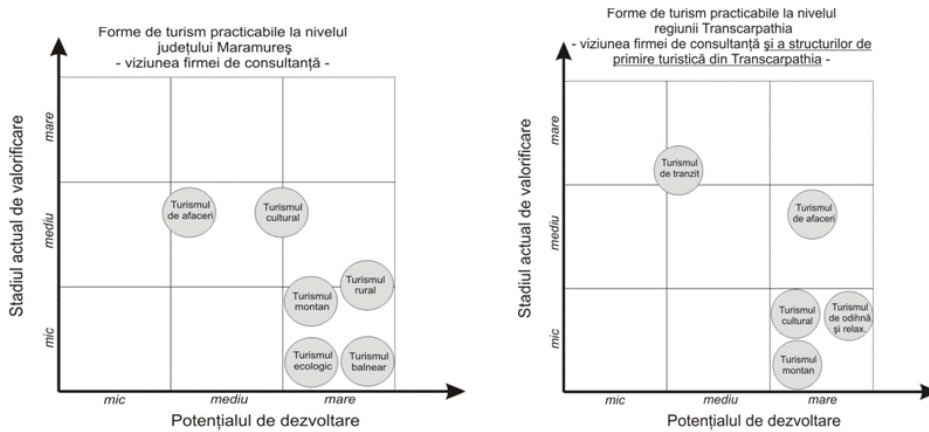 Forme de turism practicabile la nivelul
județului Maramureș
- viziunea firmei de consultanță -
Stadiul actual de valorificare
mare
mediu
mic
Turismul
de afaceri
Turismul
cultural
Turismul
rural
Turismul
montan
Turismul
ecologic
Turismul
balnear
mic
mediu
mare
Potențialul de dezvoltare
Forme de turism practicabile la nivelul
regiunii Transcarpathia
- viziunea firmei de consultanță și a structurilor de
primire turistică din Transcarpathia -
Stadiul actual de valorificare
mare
mediu
mic
Turismul
de tranzit
Turismul
de afaceri
Turismul
cultural
Turismul
de odihnă
și relax.
Turismul
montan
mic
mediu
mare
Potențialul de dezvoltare